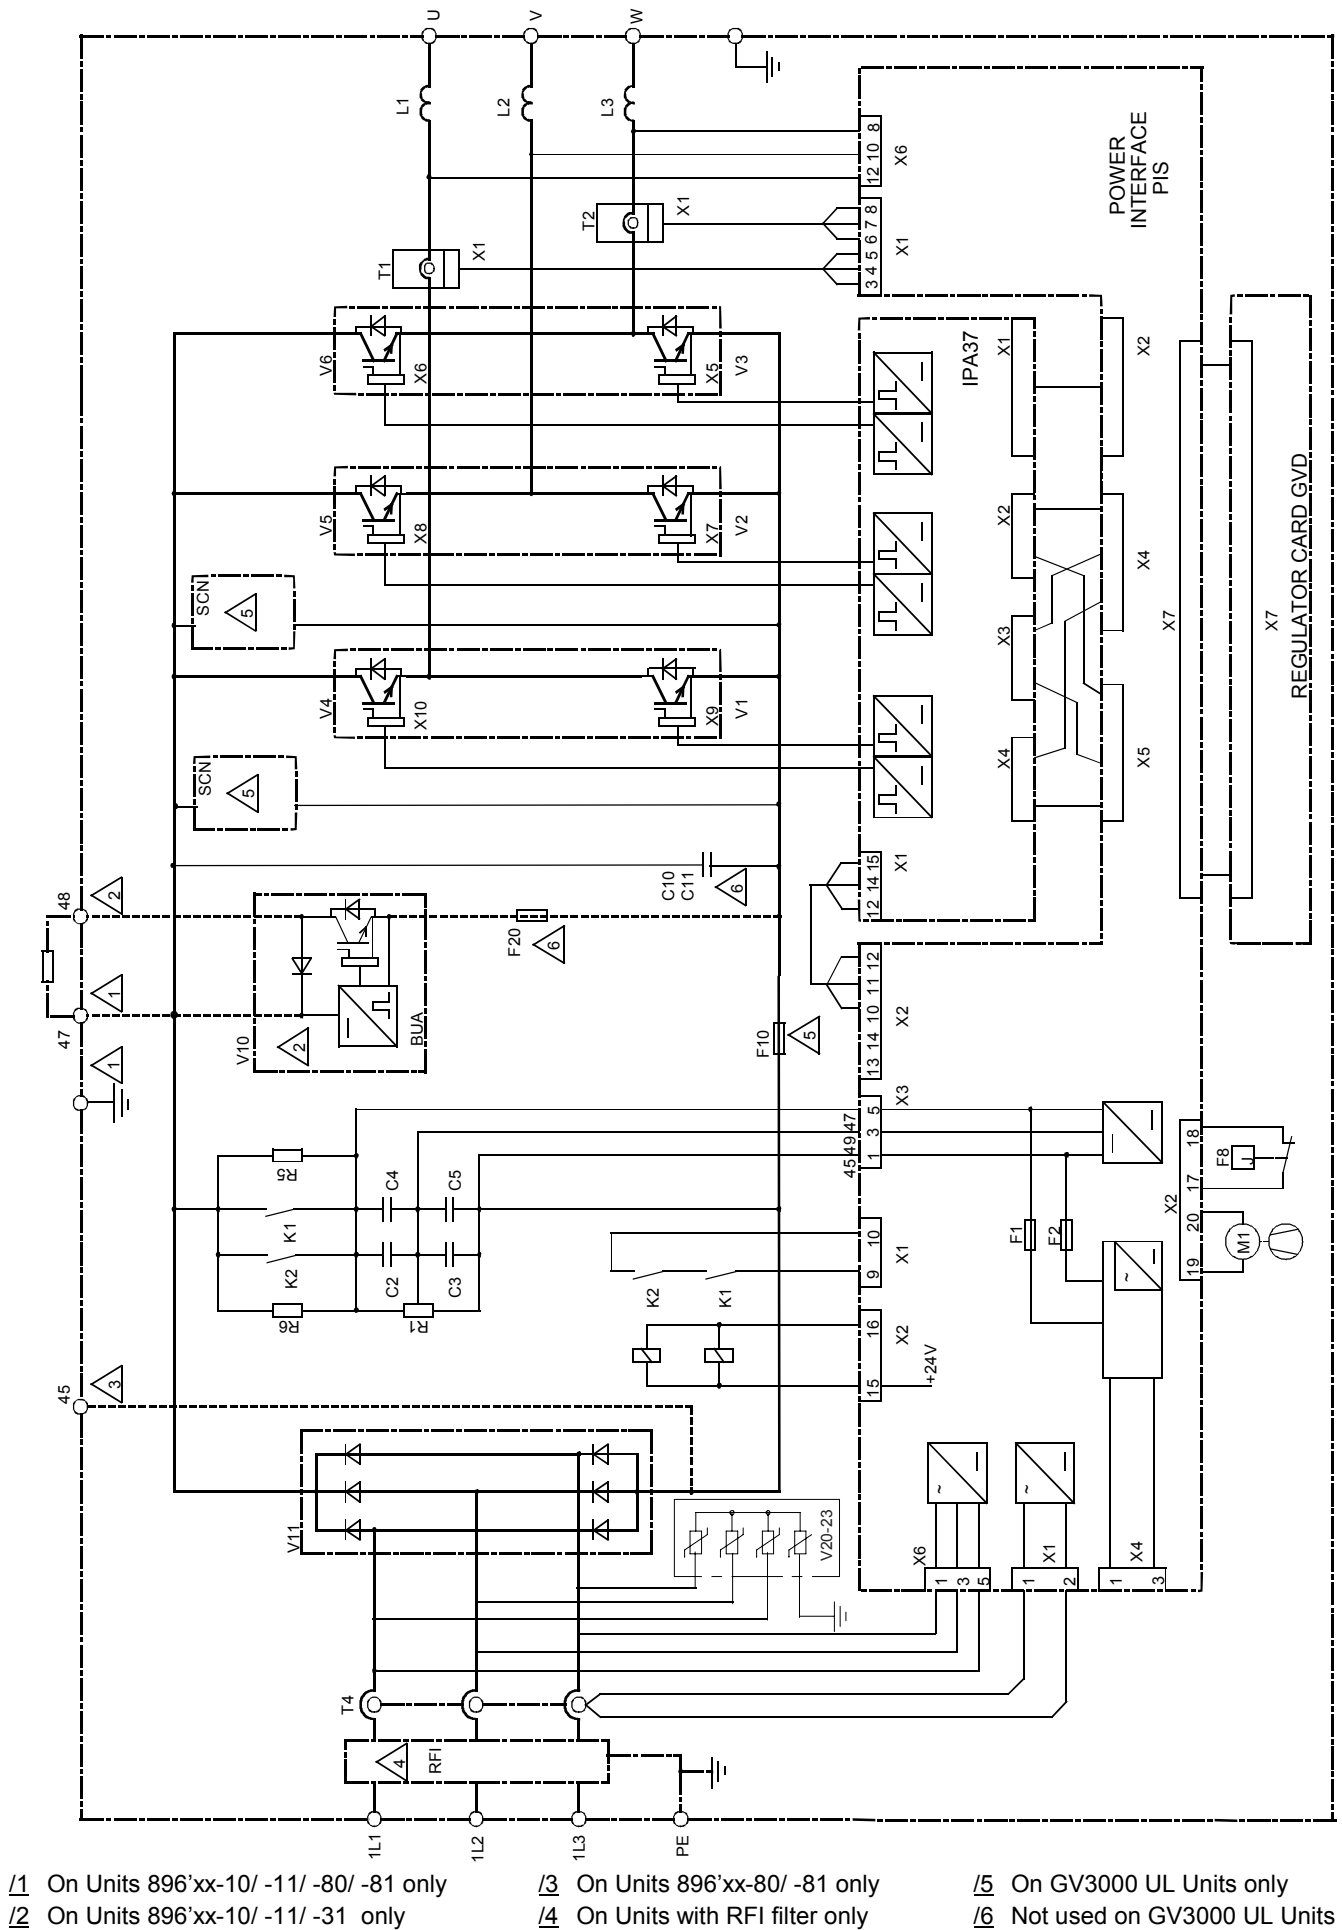 U
V
W
L1
L2
L3
8
10
12
X6
POWER
INTERFACE
PIS
T2
X1
T1
X1
8
7
6
5
4
3
X1
V6
X6
X5
V3
IPA37
X1
X2
V5
X8
X7
V2
X2
X4
SCN
5
V4
X10
X9
V1
X3
X4
X5
X7
X7
REGULATOR CARD GVD
SCN
5
C10
C11
6
15
14
12
X1
48
2
F20
6
47
1
1
V10
2
BUA
F10
5
12
11
10
14
13
X2
R5
K1
K2
R6
C4
C5
C2
C3
R1
47
49
45
5
3
1
X3
F1
F2
18
17
20
19
X2
F8
M1
~
K2
K1
10
9
X1
16
15
X2
+24V
45
3
V11
V20-23
~
~
X6
1
3
5
X1
1
2
X4
1
3
T4
4
RFI
1L1
1L2
1L3
PE
/1 On Units 896'xx-10/ -11/ -80/ -81 only
/2 On Units 896'xx-10/ -11/ -31 only
/3 On Units 896'xx-80/ -81 only
/4 On Units with RFI filter only
/5 On GV3000 UL Units only
/6 Not used on GV3000 UL Units